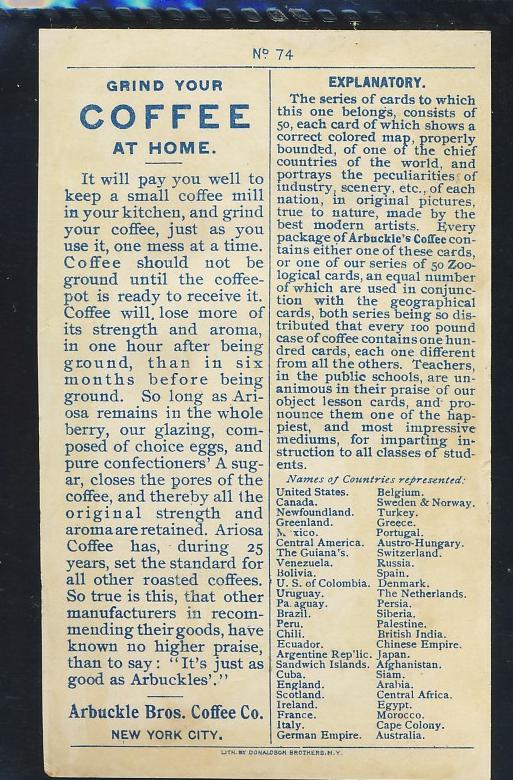 No 74
GRIND YOUR
COFFEE
AT HOME.
It will pay you well to
keep a small coffee mill
in your kitchen, and grind
your coffee, just as you
use it, one mess at a time.
Coffee should not be
ground until the coffee-
pot is ready to receive it.
Coffee will lose more of
its strength and aroma,
in one hour after being
ground, than in six
months before being
ground. So long as Ari-
osa remains in the whole
berry, our glazing, com-
posed of choice eggs, and
pure confectioners' A sug-
ar, closes the pores of the
coffee, and thereby all the
original strength and
aroma are retained. Ariosa
Coffee has, during 25
years, set the standard for
all other roasted coffees.
So true is this, that other
manufacturers in recom-
mending their goods, have
known no higher praise,
than to say: "It's just as
good as Arbuckles'."
Arbuckle Bros. Coffee Co.
NEW YORK CITY.
EXPLANATORY.
The series of cards to which
this one belongs, consists of
50, each card of which shows a
correct colored map, properly
bounded, of one of the chief
countries of the world, and
portrays the peculiarities of
industry, scenery, etc., of each
nation, in original pictures,
true to nature, made by the
best modern artists. Every
package of Arbuckle's Coffee con-
tains either one of these cards,
or one of our series of 50 Zoo-
logical cards, an equal number
of which are used in conjunc-
tion with the geographical
cards, both series being so dis-
tributed that every 100 pound
case of coffee contains one hun-
dred cards, each one different
from all the others. Teachers,
in the public schools, are un-
animous in their praise of our
object lesson cards, and pro-
nounce them one of the hap-
piest, and most impressive
mediums, for imparting in-
struction to all classes of stud-
ents.
Names of Countries represented:
United States.
Canada.
Newfoundland.
Greenland.
Mexico.
Central America.
The Guiana's.
Venezuela.
Bolivia.
U. S. of Colombia.
Uruguay.
Paraguay.
Brazil.
Peru.
Chili.
Ecuador.
Argentine Rep'lic.
Sandwich Islands.
Cuba.
England.
Scotland.
Ireland.
France.
Italy.
German Empire.
Belgium.
Sweden & Norway.
Turkey.
Greece.
Portugal.
Austro-Hungary.
Switzerland.
Russia.
Spain.
Denmark.
The Netherlands.
Persia.
Siberia.
Palestine.
British India.
Chinese Empire.
Japan.
Afghanistan.
Siam.
Arabia.
Central Africa.
Egypt.
Morocco.
Cape Colony.
Australia.
LITH. BY DONALDSON BROTHERS, N.Y.